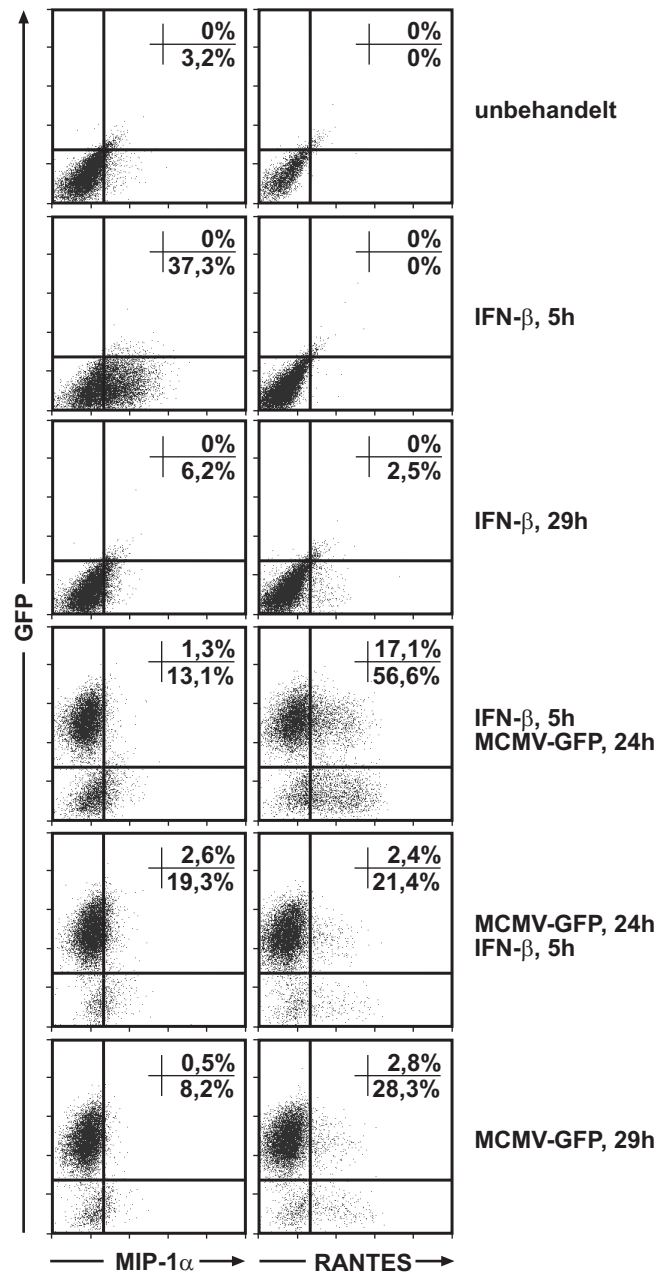 0%
3,2%
0%
0%
unbehandelt
0%
37,3%
0%
0%
IFN-β, 5h
0%
6,2%
0%
2,5%
IFN-β, 29h
1,3%
13,1%
17,1%
56,6%
IFN-β, 5h
MCMV-GFP, 24h
2,6%
19,3%
2,4%
21,4%
MCMV-GFP, 24h
IFN-β, 5h
0,5%
8,2%
2,8%
28,3%
MCMV-GFP, 29h
GFP
MIP-1α
RANTES